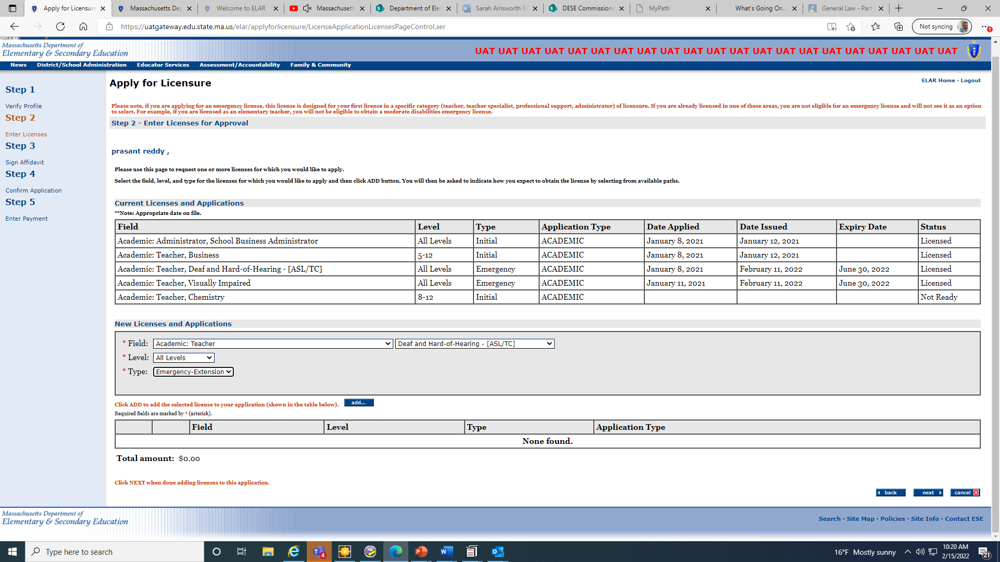 Apply for Licensure
Massachusetts Dep
Welcome to ELAR
Massachusetts
Department of Ele
Sarah Ainsworth EF
DESE Commissione
MyPath
What's Going On...
General Law - Part
https://uatgateway.edu.state.ma.us/elar/applyforlicensure/LicenseApplicationLicensesPageControl.ser
Not syncing
Massachusetts Department of
Elementary & Secondary Education
UAT UAT UAT UAT UAT UAT UAT UAT UAT UAT UAT UAT UAT UAT UAT UAT UAT UAT UAT UAT UAT
News District/School Administration Educator Services Assessment/Accountability Family & Community
Step 1
Verify Profile
Step 2
Enter Licenses
Step 3
Sign Affidavit
Step 4
Confirm Application
Step 5
Enter Payment
Apply for Licensure
ELAR Home · Logout
Please note, if you are applying for an emergency license, this license is designed for your first license in a specific category (teacher, teacher specialist, professional support, administrator) of licensure. If you are already licensed in one of these areas, you are not eligible for an emergency license and will not see it as an option
to select. For example, if you are licensed as an elementary teacher, you will not be eligible to obtain a moderate disabilities emergency license.
Step 2 - Enter Licenses for Approval
prasant reddy ,
Please use this page to request one or more licenses for which you would like to apply.
Select the field, level, and type for the licenses for which you would like to apply and then click ADD button. You will then be asked to indicate how you expect to obtain the license by selecting from available paths.
Current Licenses and Applications
**Note: Appropriate date on file.
Field Level Type Application Type Date Applied Date Issued Expiry Date Status
Academic: Administrator, School Business Administrator All Levels Initial ACADEMIC January 8, 2021 January 12, 2021 Licensed
Academic: Teacher, Business 5-12 Initial ACADEMIC January 8, 2021 January 12, 2021 Licensed
Academic: Teacher, Deaf and Hard-of-Hearing - [ASL/TC] All Levels Emergency ACADEMIC January 8, 2021 February 11, 2022 June 30, 2022 Licensed
Academic: Teacher, Visually Impaired All Levels Emergency ACADEMIC January 11, 2021 February 11, 2022 June 30, 2022 Licensed
Academic: Teacher, Chemistry 8-12 Initial ACADEMIC Not Ready
New Licenses and Applications
* Field: Academic: Teacher Deaf and Hard-of-Hearing - [ASL/TC]
* Level: All Levels
* Type: Emergency-Extension
Click ADD to add the selected license to your application (shown in the table below). add...
Required fields are marked by * (asterisk).
Field Level Type Application Type
None found.
Total amount: $0.00
Click NEXT when done adding licenses to this application.
back next cancel
Massachusetts Department of
Elementary & Secondary Education
Search · Site Map · Policies · Site Info · Contact ESE
Type here to search
4
16°F Mostly sunny
10:20 AM
2/15/2022
21